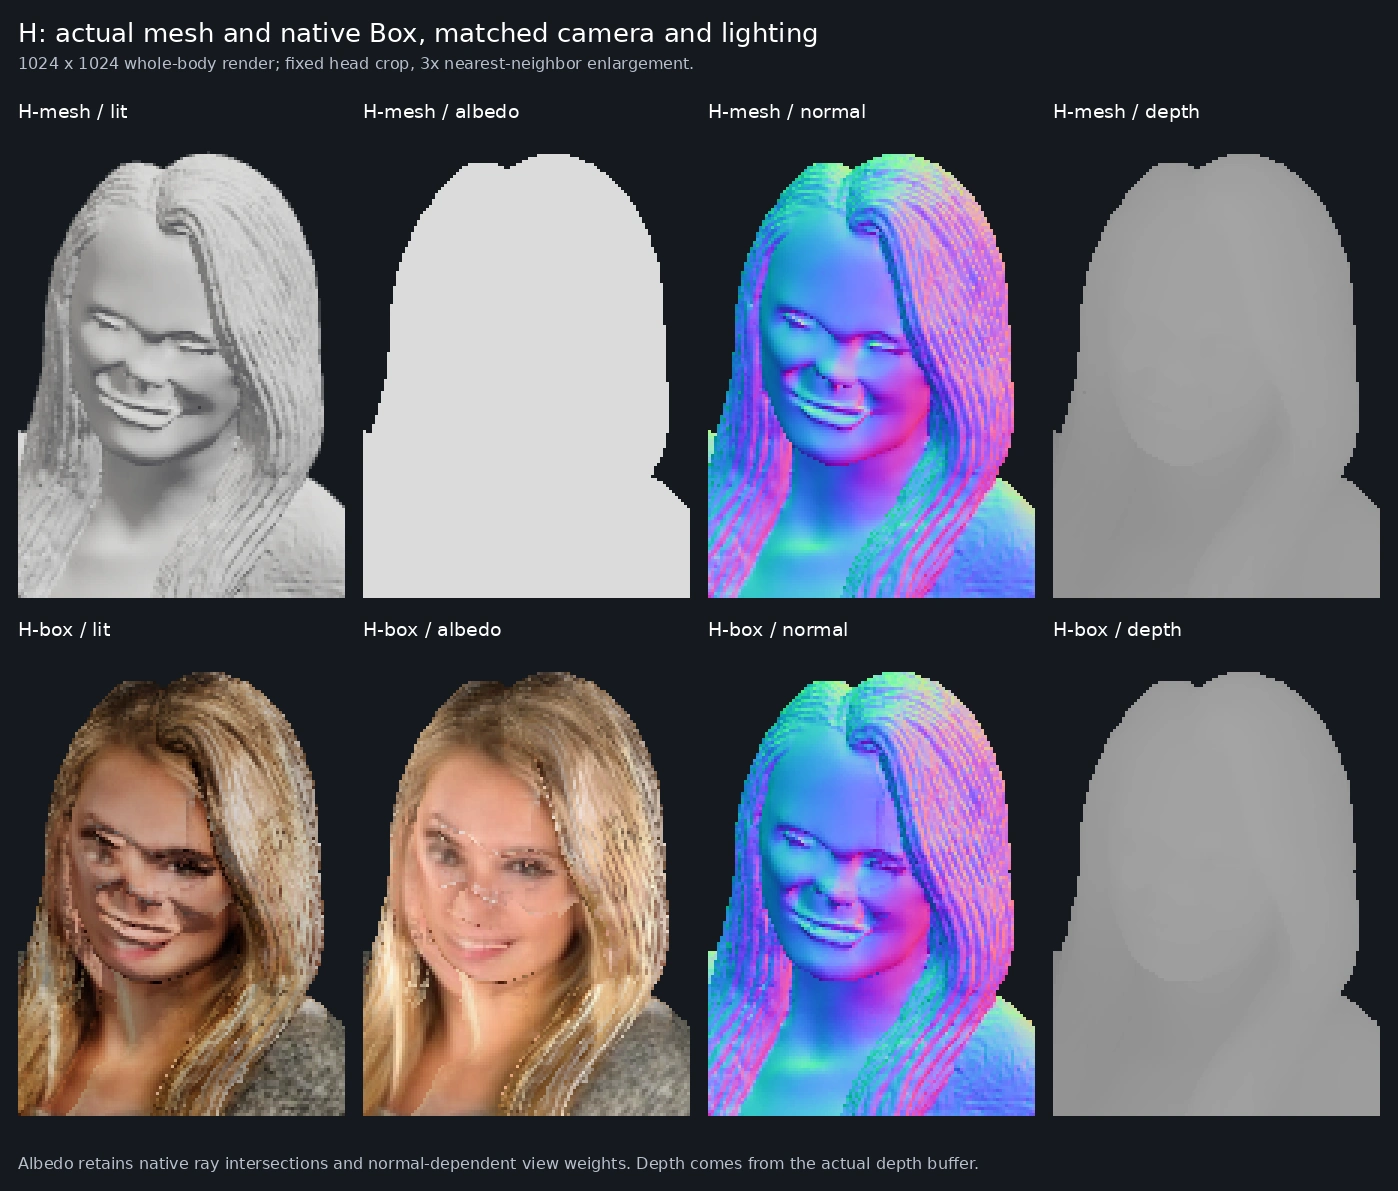 H: actual mesh and native Box, matched camera and lighting
1024 x 1024 whole-body render; fixed head crop, 3x nearest-neighbor enlargement.
H-mesh / lit
H-mesh / albedo
H-mesh / normal
H-mesh / depth
H-box / lit
H-box / albedo
H-box / normal
H-box / depth
Albedo retains native ray intersections and normal-dependent view weights. Depth comes from the actual depth buffer.